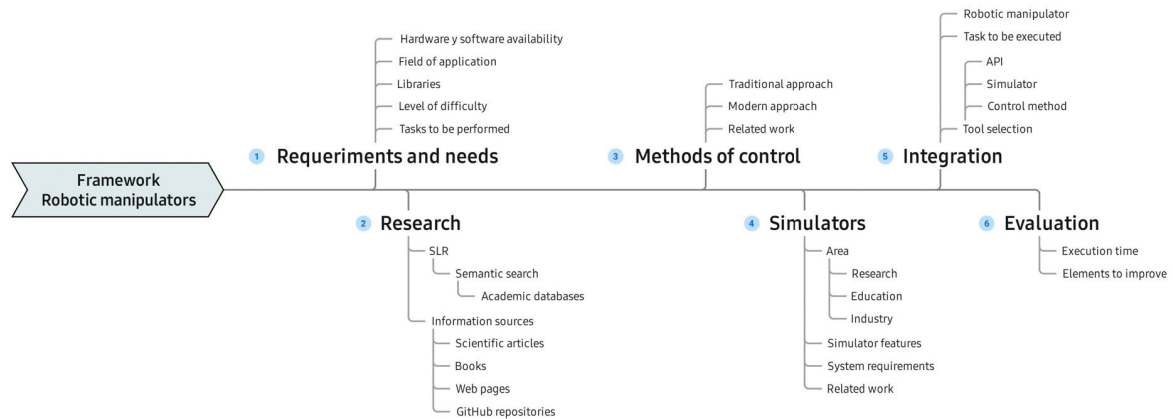 Framework
Robotic manipulators
Hardware y software availability
Field of application
Libraries
Level of difficulty
Tasks to be performed
1 Requeriments and needs
2 Research
SLR
Semantic search
Academic databases
Information sources
Scientific articles
Books
Web pages
GitHub repositories
Traditional approach
Modern approach
Related work
3 Methods of control
4 Simulators
Area
Research
Education
Industry
Simulator features
System requirements
Related work
Robotic manipulator
Task to be executed
API
Simulator
Control method
Tool selection
5 Integration
6 Evaluation
Execution time
Elements to improve